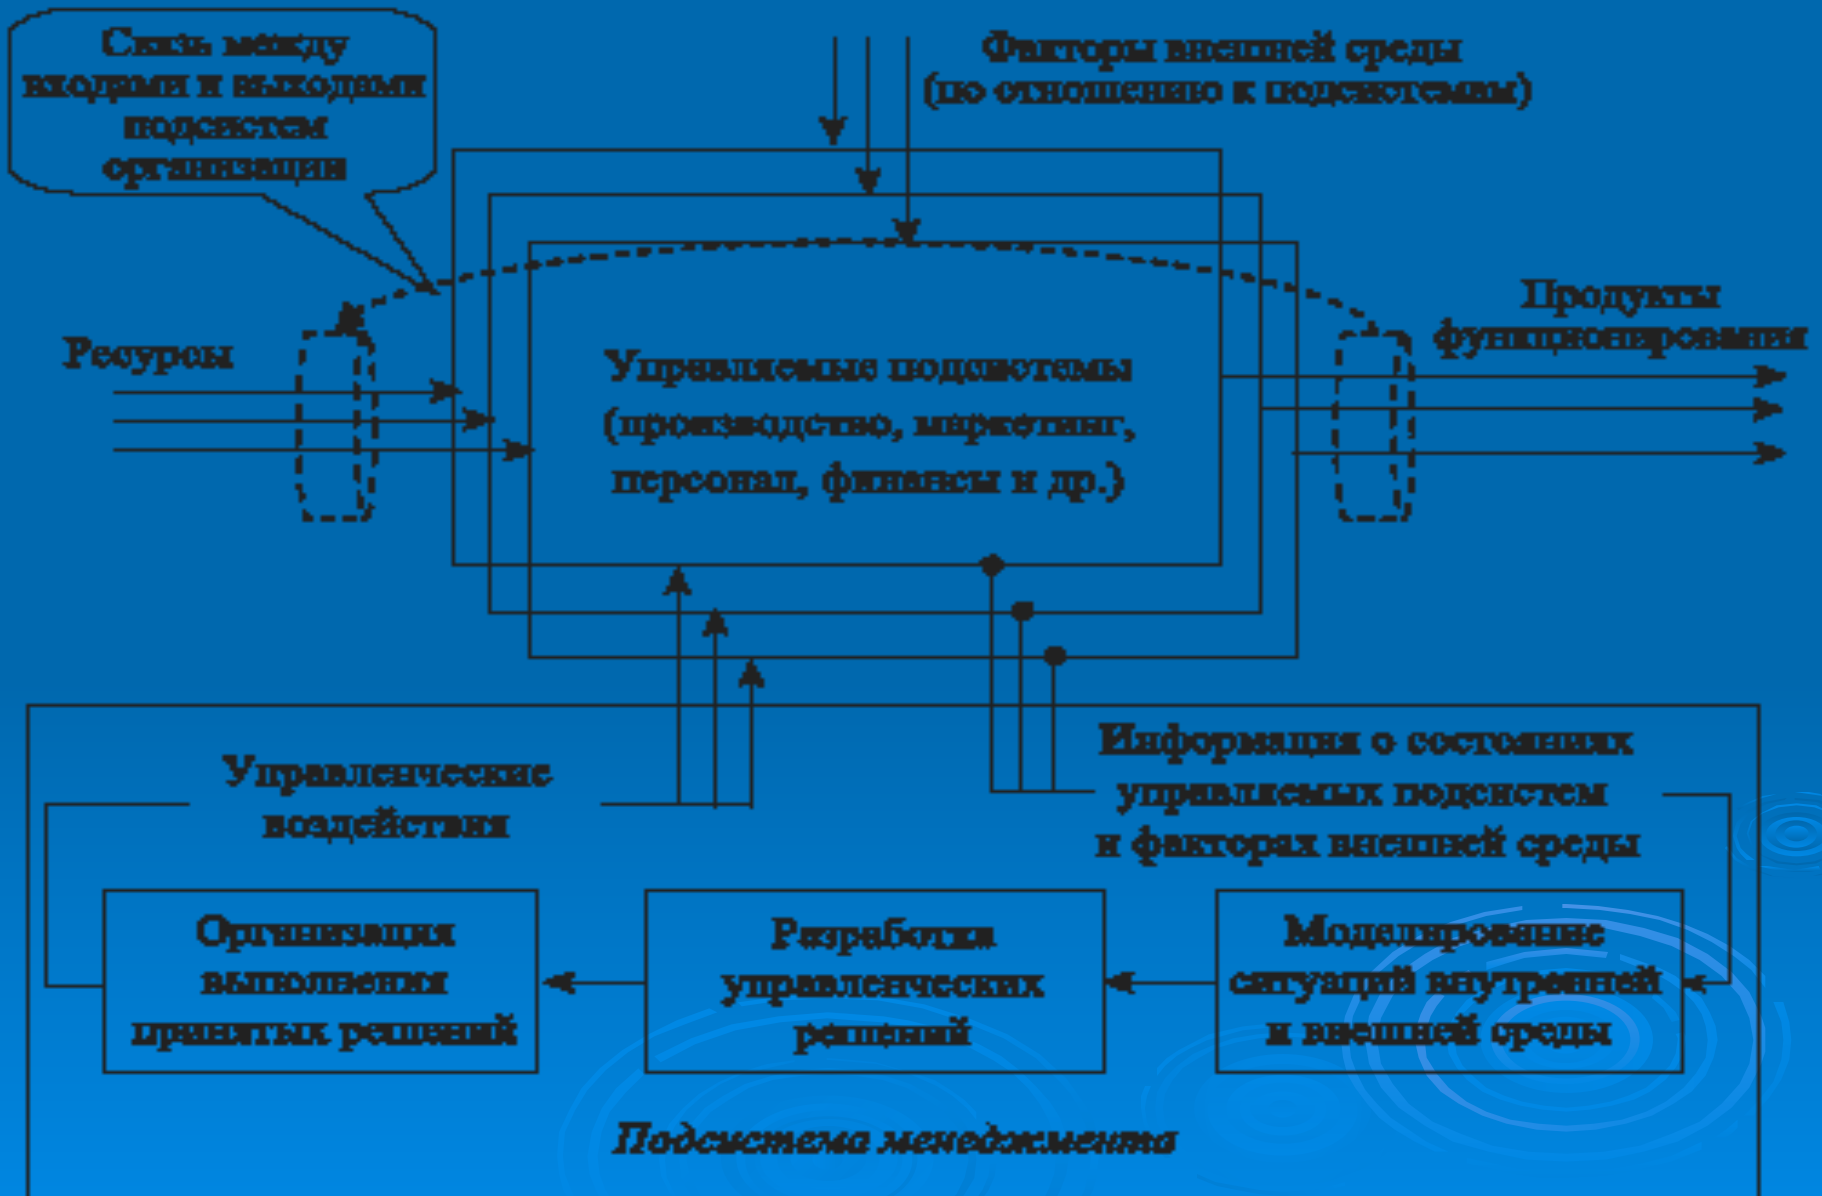 Связь между
входами и выходами
подсистем
организации
Факторы внешней среды
(по отношению к подсистемам)
Ресурсы
Продукты
функционирования
Управляемые подсистемы
(производство, маркетинг,
персонал, финансы и др.)
Управленческие
воздействия
Информация о состояниях
управляемых подсистем
и факторах внешней среды
Организация
выполнения
принятых решений
Разработка
управленческих
решений
Моделирование
ситуаций внутренней
и внешней среды
Подсистема менеджмента